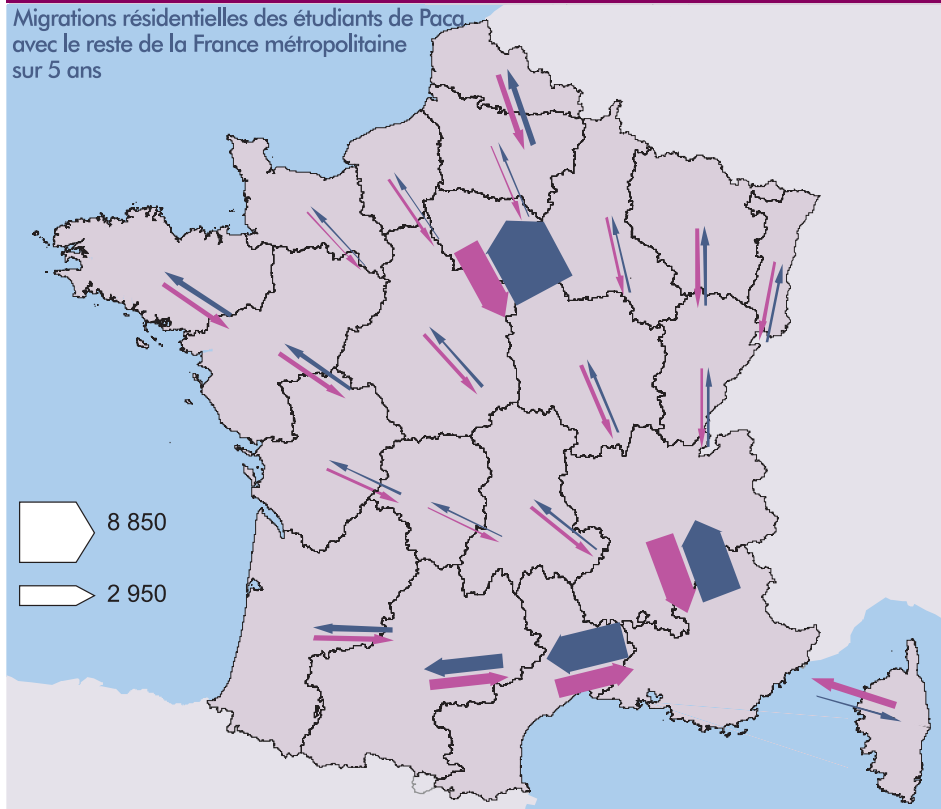 Migrations résidentielles des étudiants de Paca
avec le reste de la France métropolitaine
sur 5 ans
8 850
2 950